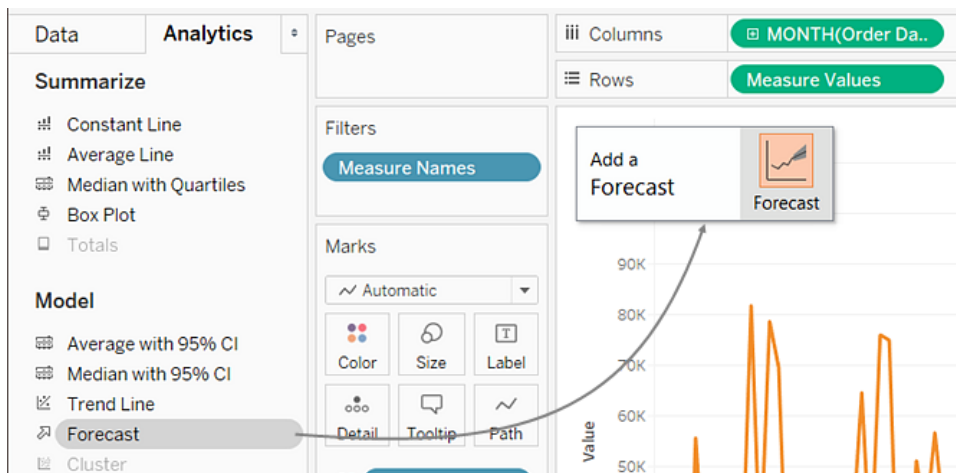 Data
Analytics
Summarize
Constant Line
Average Line
Median with Quartiles
Box Plot
Totals
Model
Average with 95% CI
Median with 95% CI
Trend Line
Forecast
Cluster
Pages
Filters
Measure Names
Marks
Automatic
Color
Size
T
Label
Detail
Tooltip
Path
Columns
MONTH(Order Da..
Rows
Measure Values
Add a
Forecast
Forecast
90K
80K
70K
60K
50K
Value